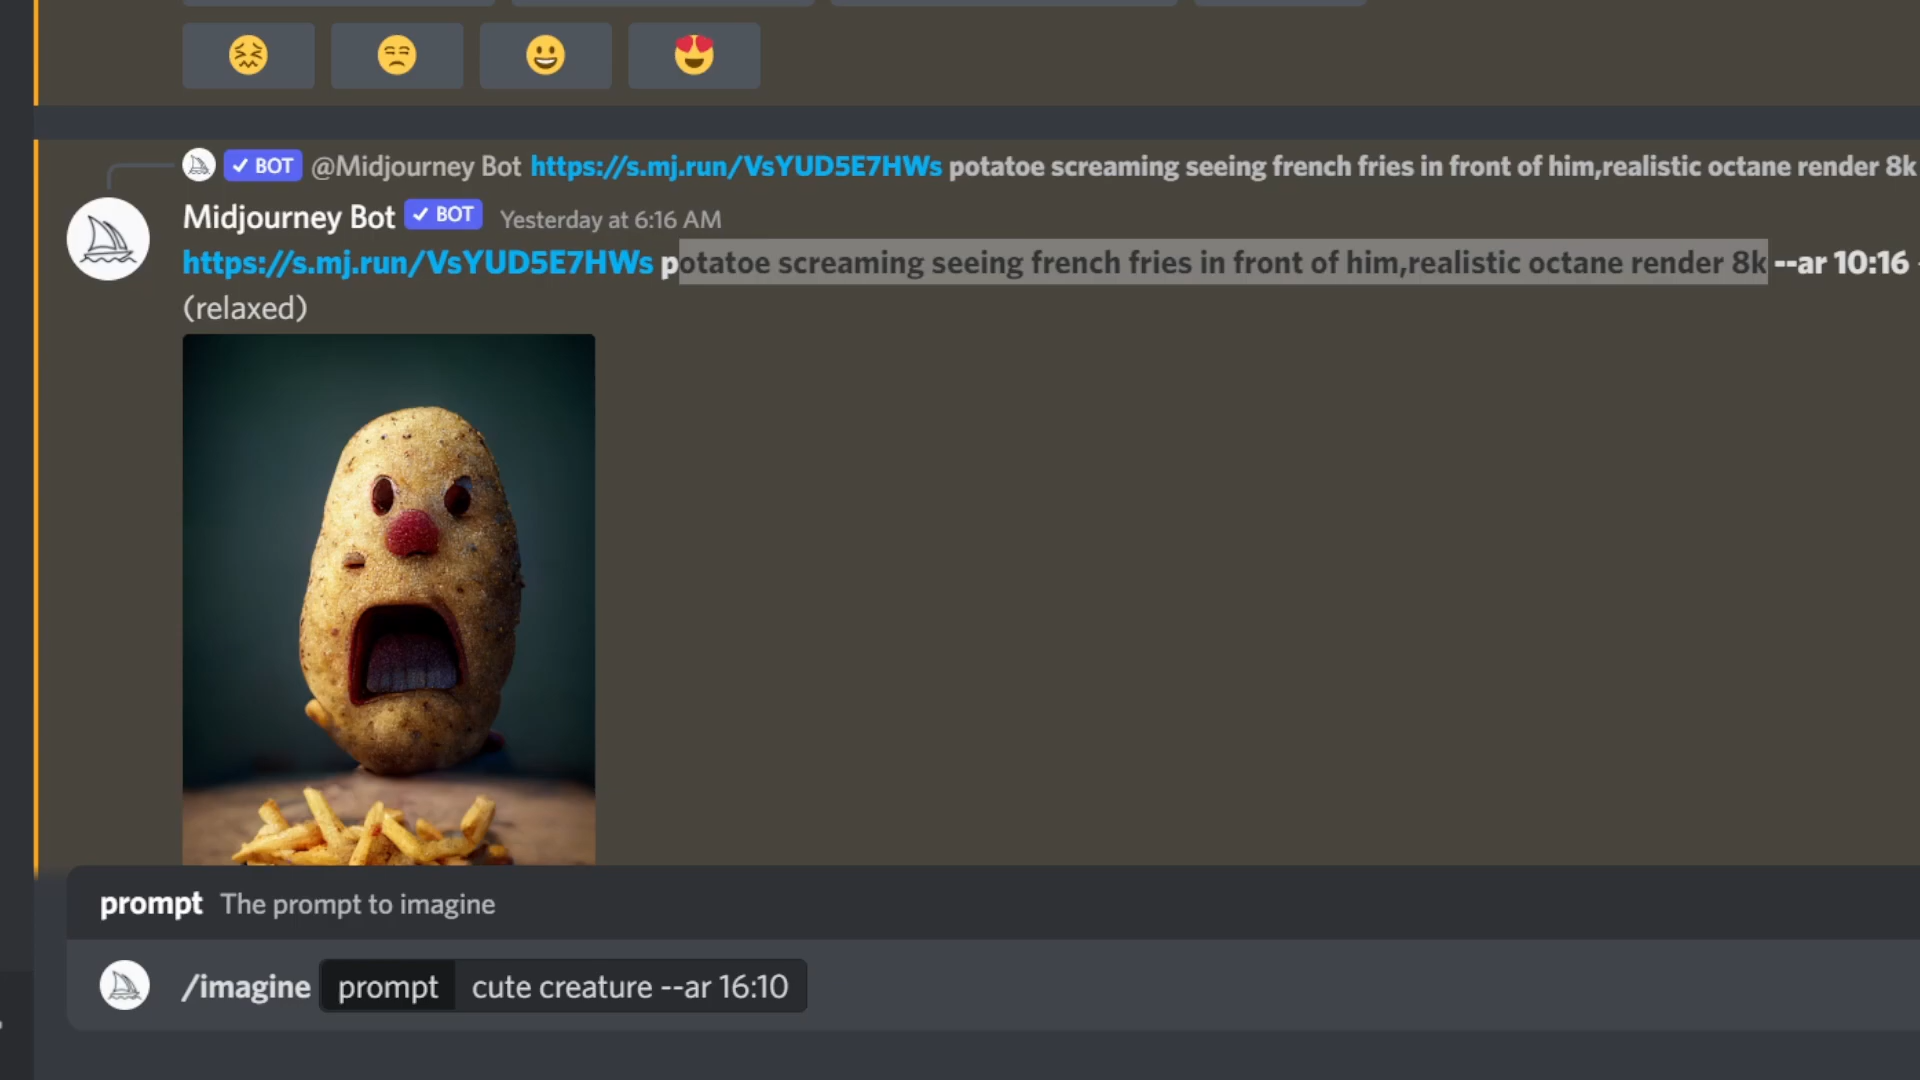 ✓ BOT @Midjourney Bot https://s.mj.run/VsYUD5E7HWs potatoe screaming seeing french fries in front of him,realistic octane render 8k
Midjourney Bot ✓ BOT Yesterday at 6:16 AM
https://s.mj.run/VsYUD5E7HWs potatoe screaming seeing french fries in front of him,realistic octane render 8k --ar 10:16 -
(relaxed)
prompt The prompt to imagine
/imagine prompt cute creature --ar 16:10